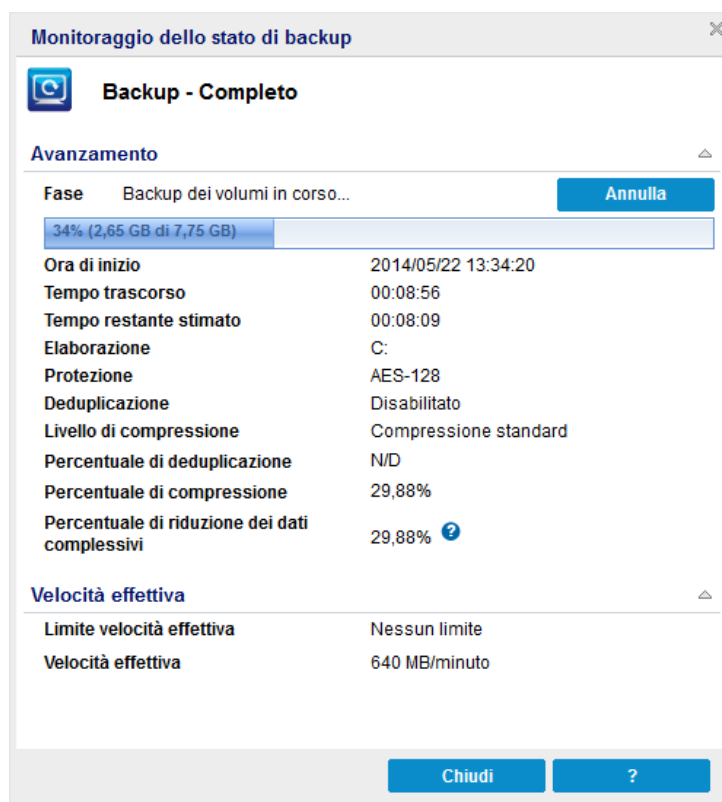 Monitoraggio dello stato di backup
Backup - Completo
Avanzamento
Fase Backup dei volumi in corso... Annulla
34% (2,65 GB di 7,75 GB)
Ora di inizio 2014/05/22 13:34:20
Tempo trascorso 00:08:56
Tempo restante stimato 00:08:09
Elaborazione C:
Protezione AES-128
Deduplicazione Disabilitato
Livello di compressione Compressione standard
Percentuale di deduplicazione N/D
Percentuale di compressione 29,88%
Percentuale di riduzione dei dati
complessivi 29,88% ?
Velocità effettiva
Limite velocità effettiva Nessun limite
Velocità effettiva 640 MB/minuto
Chiudi ?